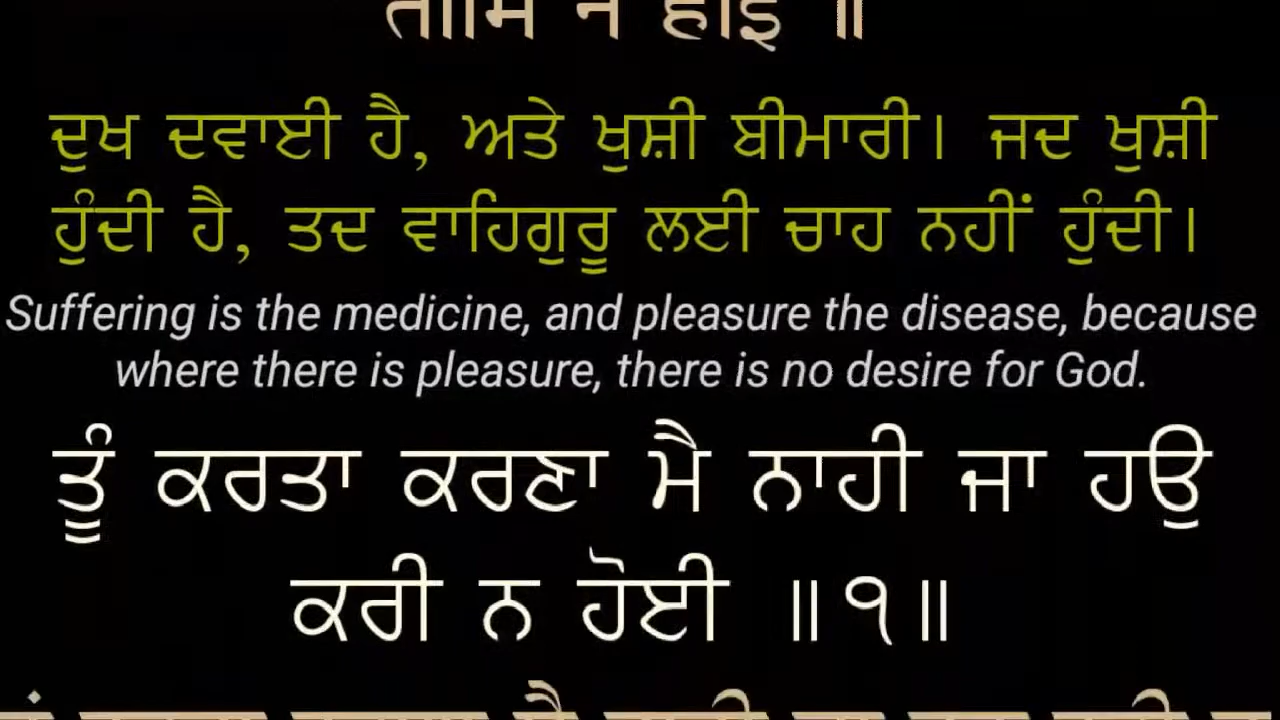 ਤਾਮਿ ਨ ਹੋਇ ॥
ਦੁਖ ਦਵਾਈ ਹੈ, ਅਤੇ ਖੁਸ਼ੀ ਬੀਮਾਰੀ। ਜਦ ਖੁਸ਼ੀ
ਹੁੰਦੀ ਹੈ, ਤਦ ਵਾਹਿਗੁਰੂ ਲਈ ਚਾਹ ਨਹੀਂ ਹੁੰਦੀ।
Suffering is the medicine, and pleasure the disease, because
where there is pleasure, there is no desire for God.
ਤੂੰ ਕਰਤਾ ਕਰਣਾ ਮੈ ਨਾਹੀ ਜਾ ਹਉ
ਕਰੀ ਨ ਹੋਈ ॥੧॥